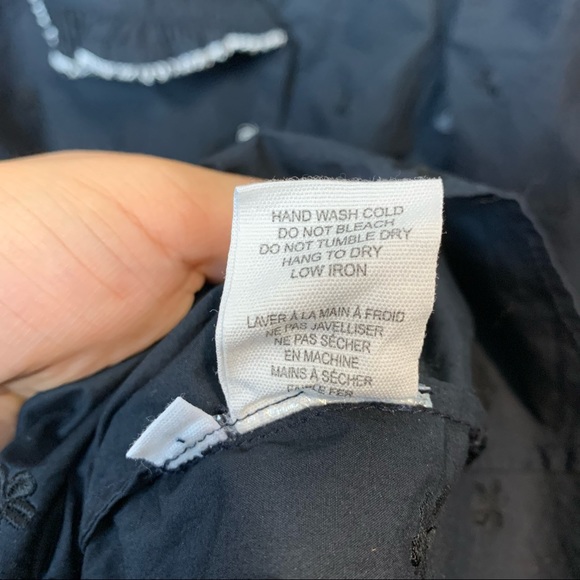 HAND WASH COLD
DO NOT BLEACH
DO NOT TUMBLE DRY
HANG TO DRY
LOW IRON
LAVER À LA MAIN À FROID
NE PAS JAVELLISER
NE PAS SÉCHER
EN MACHINE
MAINS À SÉCHER
FER